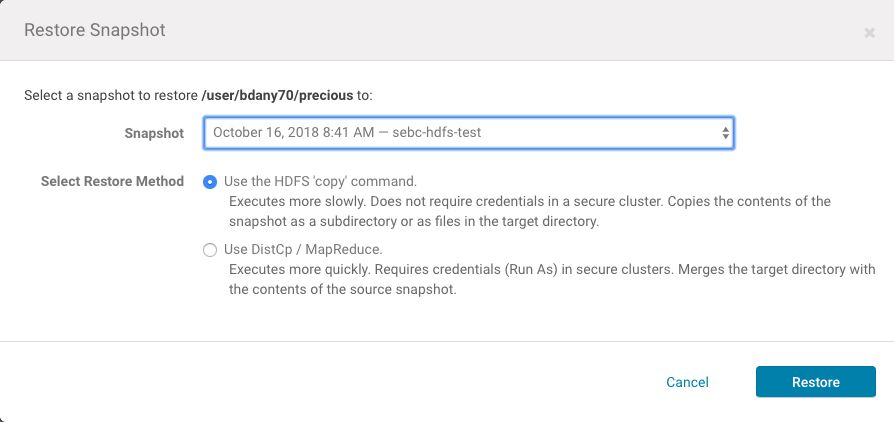 Restore Snapshot
Select a snapshot to restore /user/bdany70/precious to:
Snapshot
October 16, 2018 8:41 AM — sebc-hdfs-test
Select Restore Method
Use the HDFS 'copy' command.
Executes more slowly. Does not require credentials in a secure cluster. Copies the contents of the
snapshot as a subdirectory or as files in the target directory.
Use DistCp / MapReduce.
Executes more quickly. Requires credentials (Run As) in secure clusters. Merges the target directory with
the contents of the source snapshot.
Cancel
Restore